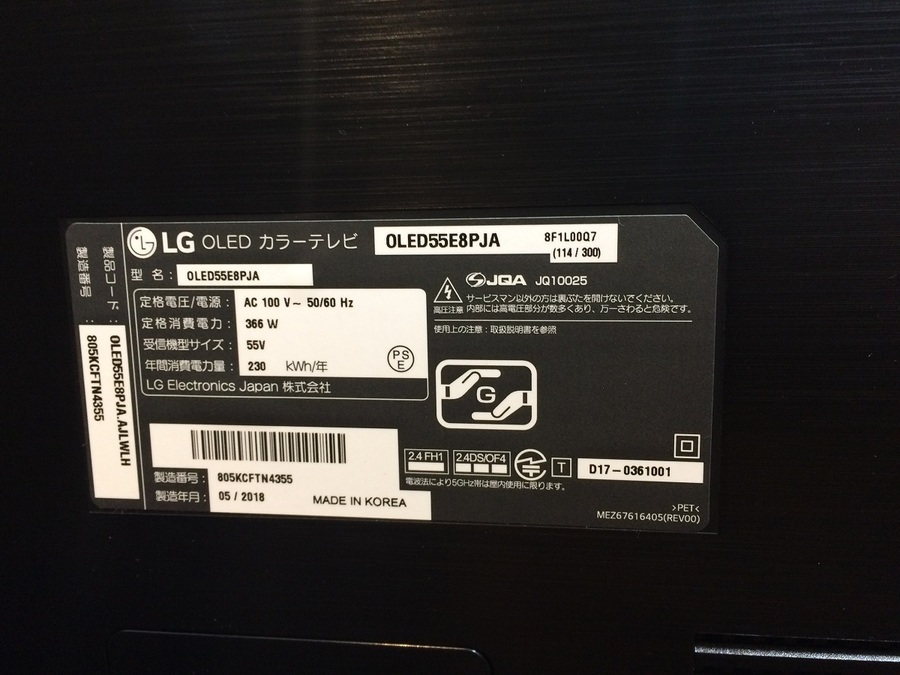 LG OLED カラーテレビ
OLED55E8PJA 8F1L00Q7
(114 / 300)
型 名 : OLED55E8PJA
定格電圧/電源 : AC 100 V~ 50/60 Hz
定格消費電力 : 366 W
受信機型サイズ : 55V
年間消費電力量 : 230 kWh/年
PS
E
LG Electronics Japan 株式会社
製品コード : OLED55E8PJA.AJLWLH
製造番号 : 805KCFTN4355
JQA JQ10025
高圧注意
サービスマン以外の方は裏ぶたを開けないでください。
内部には高電圧部分が数多くあり、万一さわると危険です。
使用上の注意 : 取扱説明書を参照
G
製造番号 : 805KCFTN4355
製造年月 : 05 / 2018 MADE IN KOREA
2.4 FH1 2.4DS/OF4 T D17-0361001
電波法により5GHz帯は屋内使用に限ります。
>PET<
MEZ67616405(REV00)